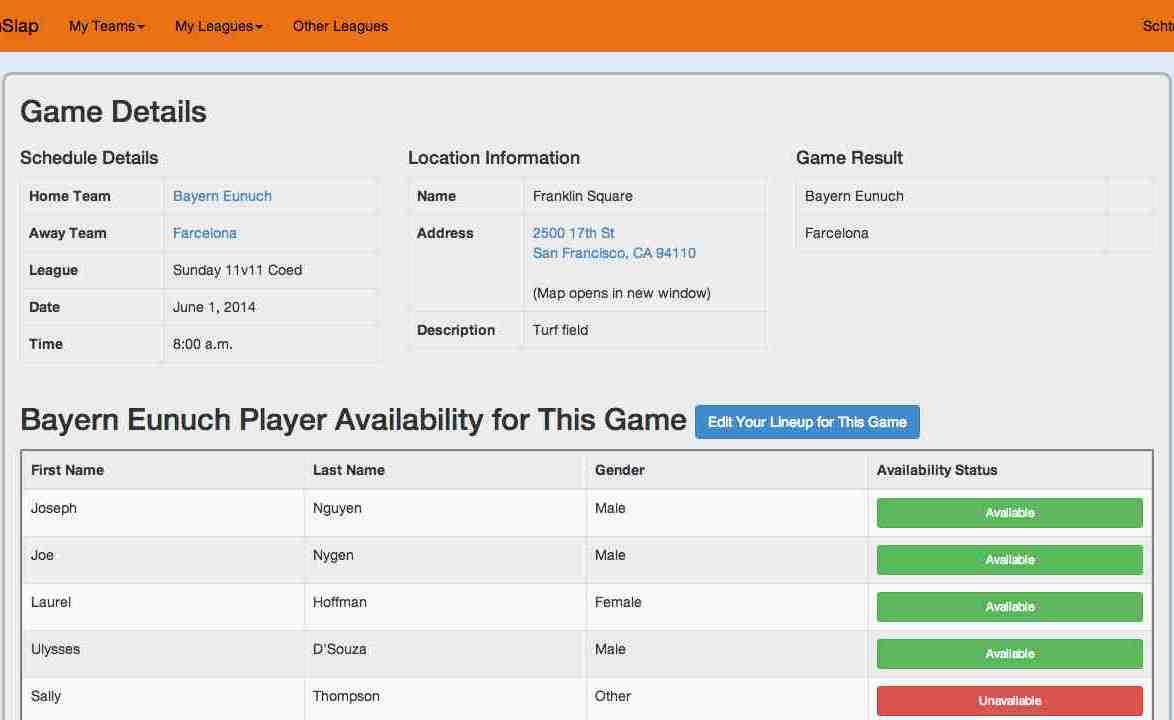 Slap My Teams My Leagues Other Leagues
Game Details
Schedule Details
Home Team Bayern Eunuch
Away Team Farcelona
League Sunday 11v11 Coed
Date June 1, 2014
Time 8:00 a.m.
Location Information
Name Franklin Square
Address 2500 17th St
San Francisco, CA 94110
(Map opens in new window)
Description Turf field
Game Result
Bayern Eunuch
Farcelona
Bayern Eunuch Player Availability for This Game Edit Your Lineup for This Game
First Name Last Name Gender Availability Status
Joseph Nguyen Male Available
Joe Nygen Male Available
Laurel Hoffman Female Available
Ulysses D'Souza Male Available
Sally Thompson Other Unavailable